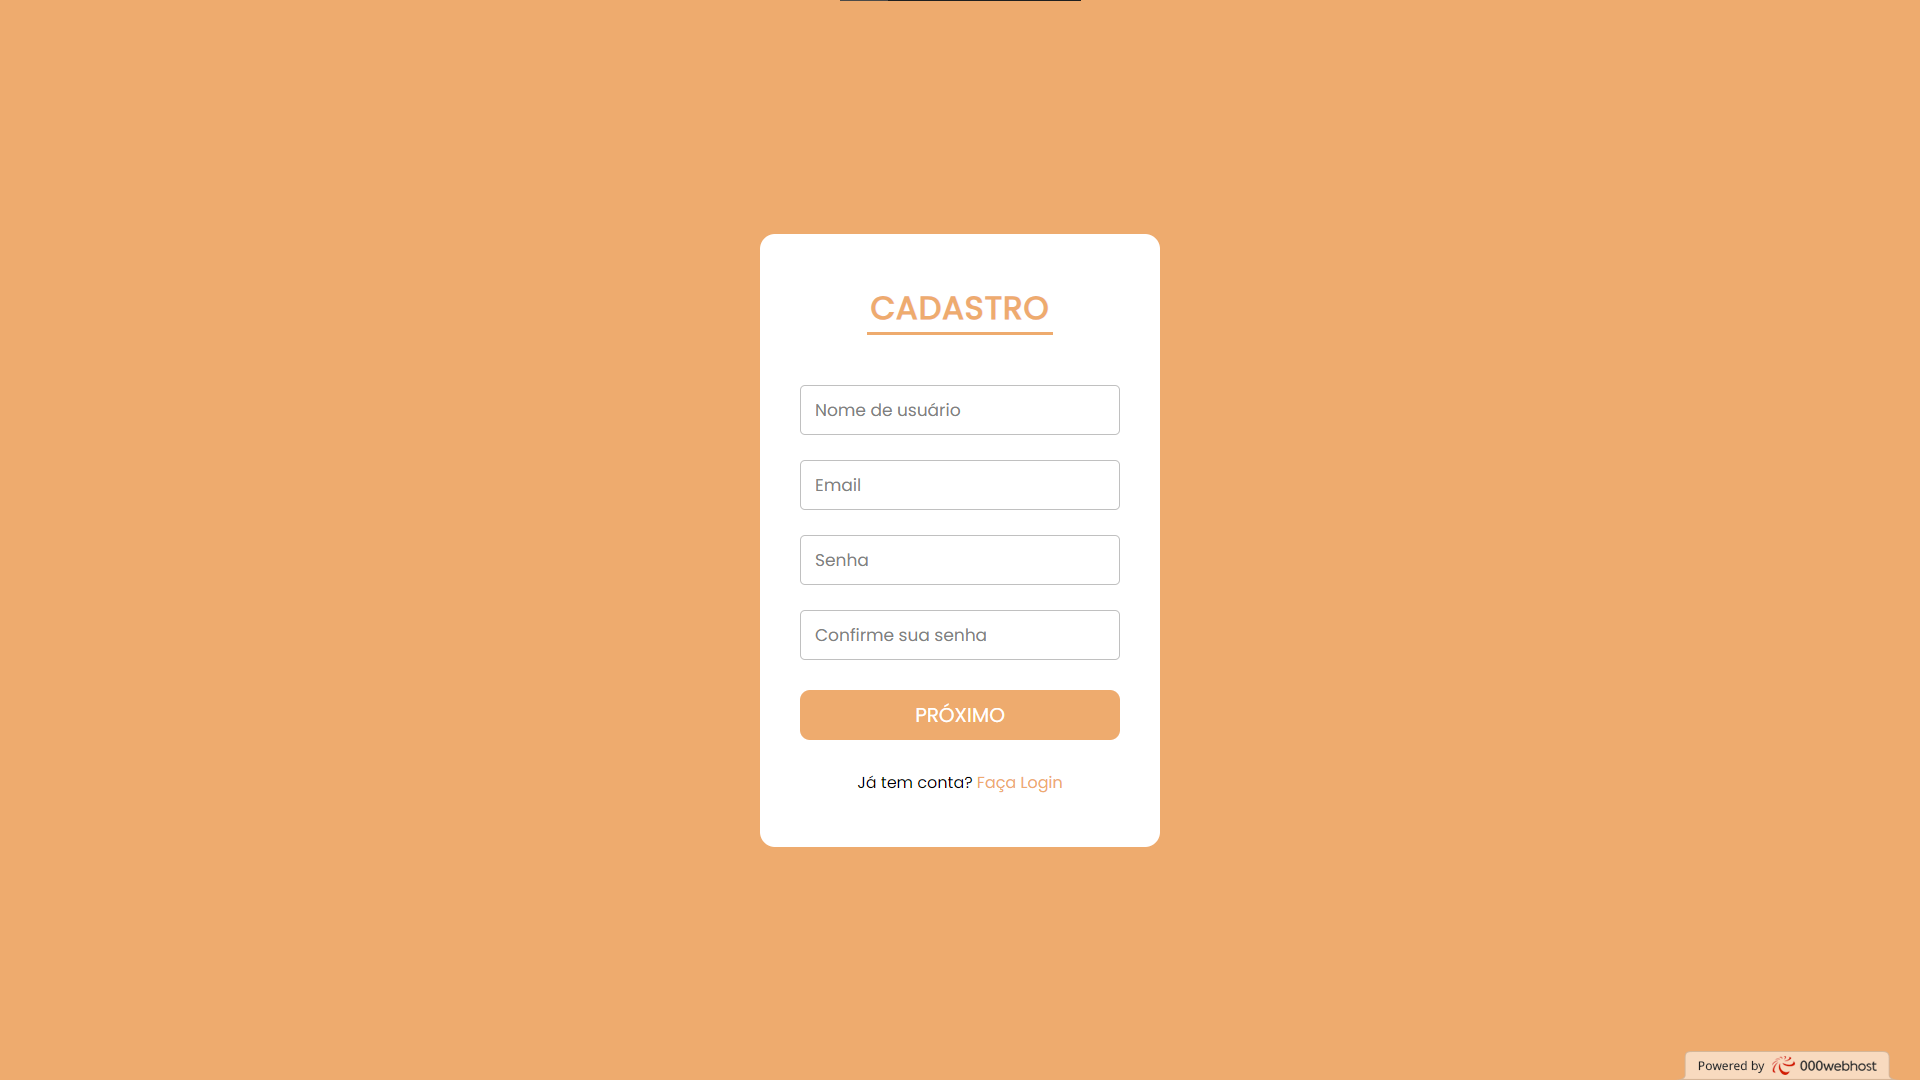 CADASTRO
Nome de usuário
Email
Senha
Confirme sua senha
PRÓXIMO
Já tem conta? Faça Login
Powered by 000webhost